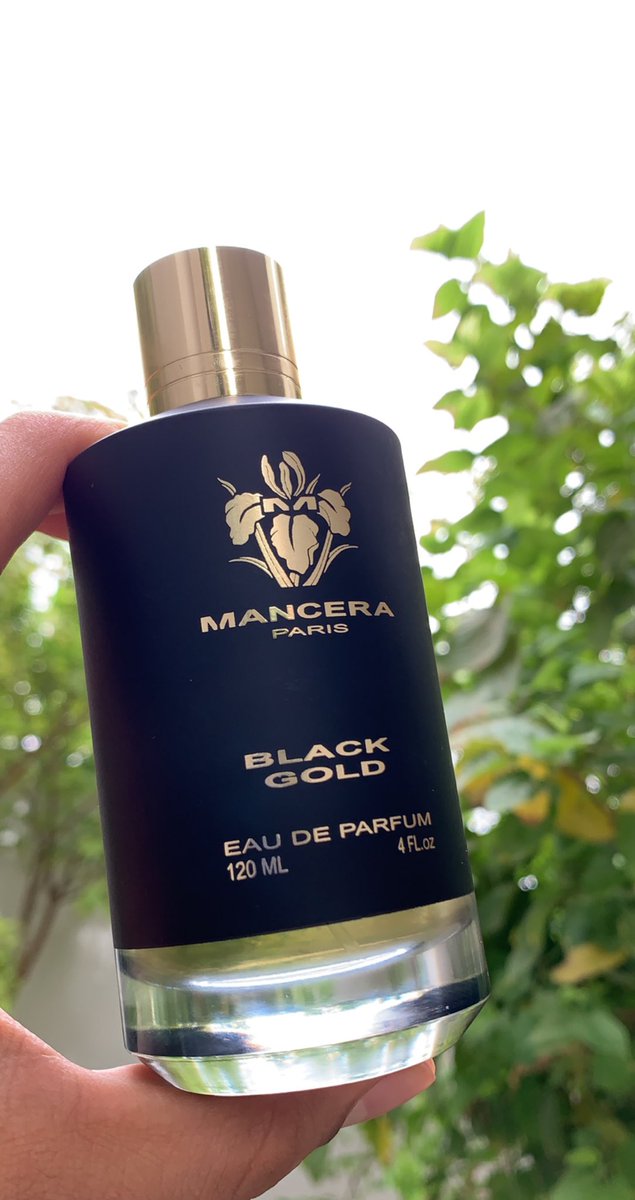 MANCERA
PARIS
BLACK
GOLD
EAU DE PARFUM
120 ML 4 FL.oz